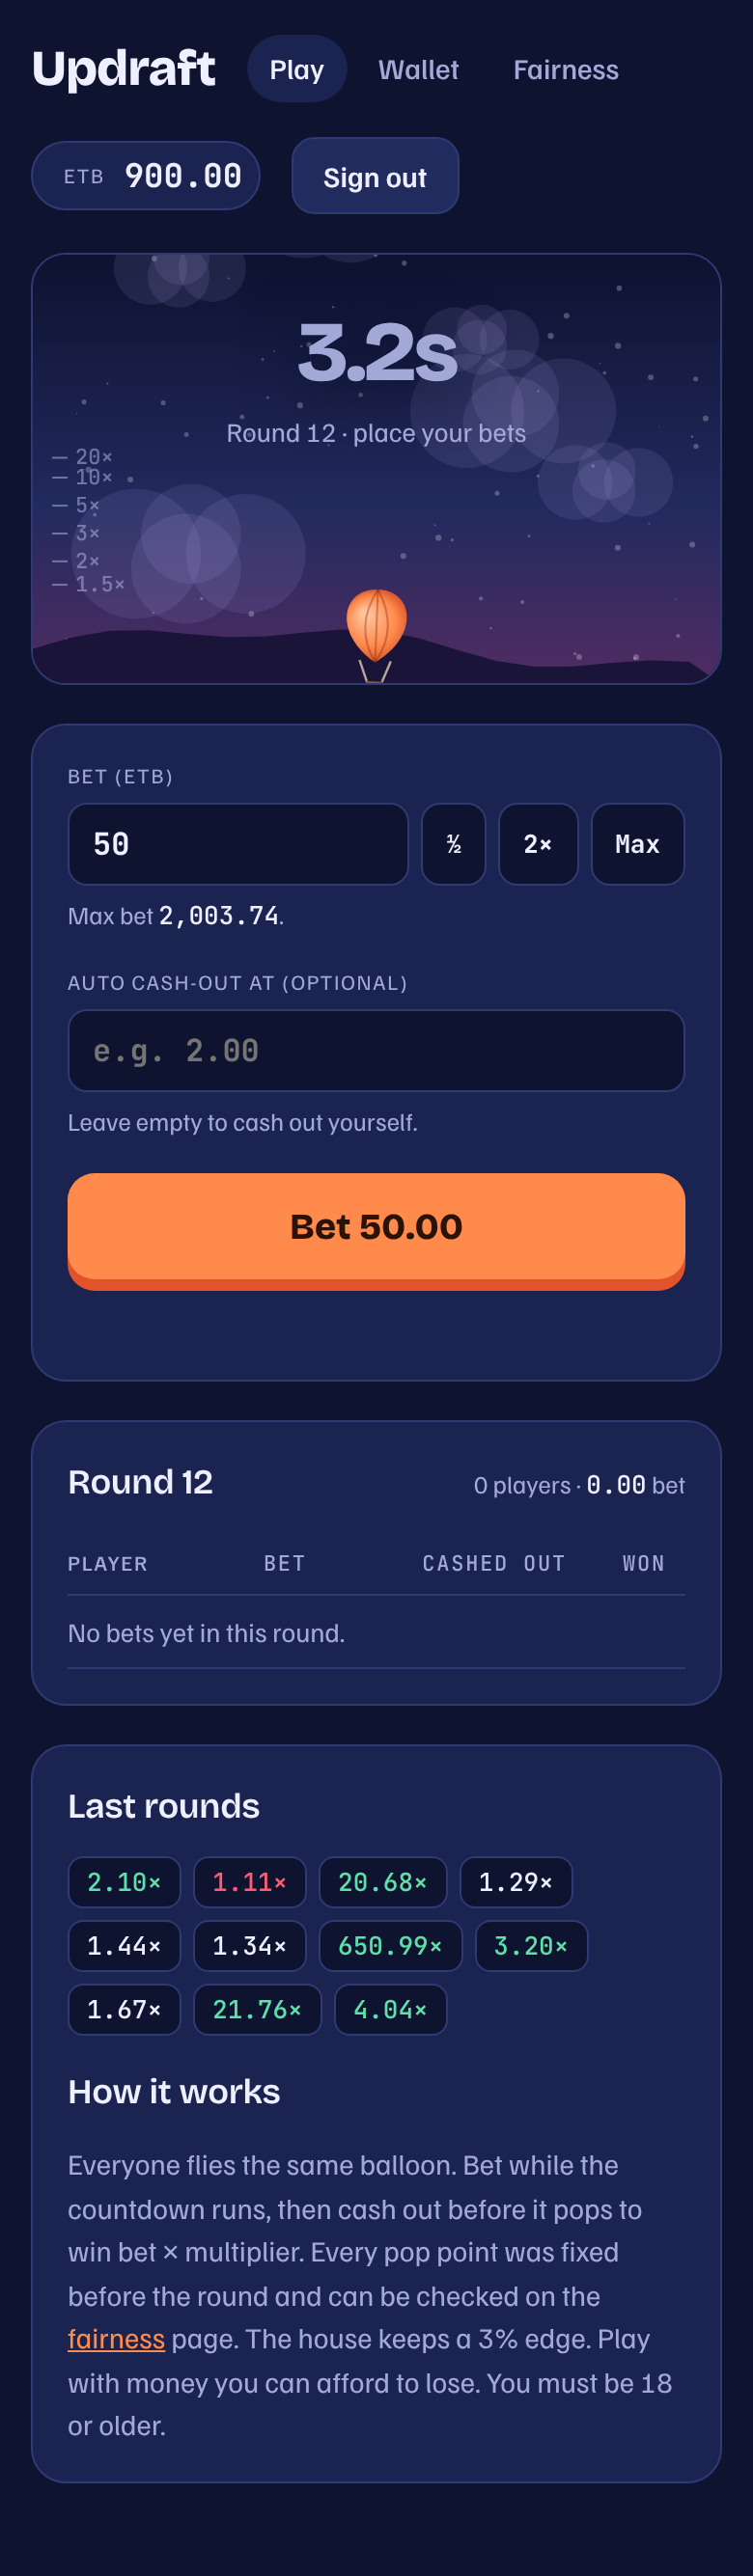 Updraft Play Wallet Fairness
ETB 900.00 Sign out
3.2s
Round 12 · place your bets
20×
10×
5×
3×
2×
1.5×
BET (ETB)
50 ½ 2× Max
Max bet 2,003.74.
AUTO CASH-OUT AT (OPTIONAL)
e.g. 2.00
Leave empty to cash out yourself.
Bet 50.00
Round 12 0 players · 0.00 bet
PLAYER BET CASHED OUT WON
No bets yet in this round.
Last rounds
2.10× 1.11× 20.68× 1.29×
1.44× 1.34× 650.99× 3.20×
1.67× 21.76× 4.04×
How it works
Everyone flies the same balloon. Bet while the
countdown runs, then cash out before it pops to
win bet × multiplier. Every pop point was fixed
before the round and can be checked on the
fairness page. The house keeps a 3% edge. Play
with money you can afford to lose. You must be 18
or older.